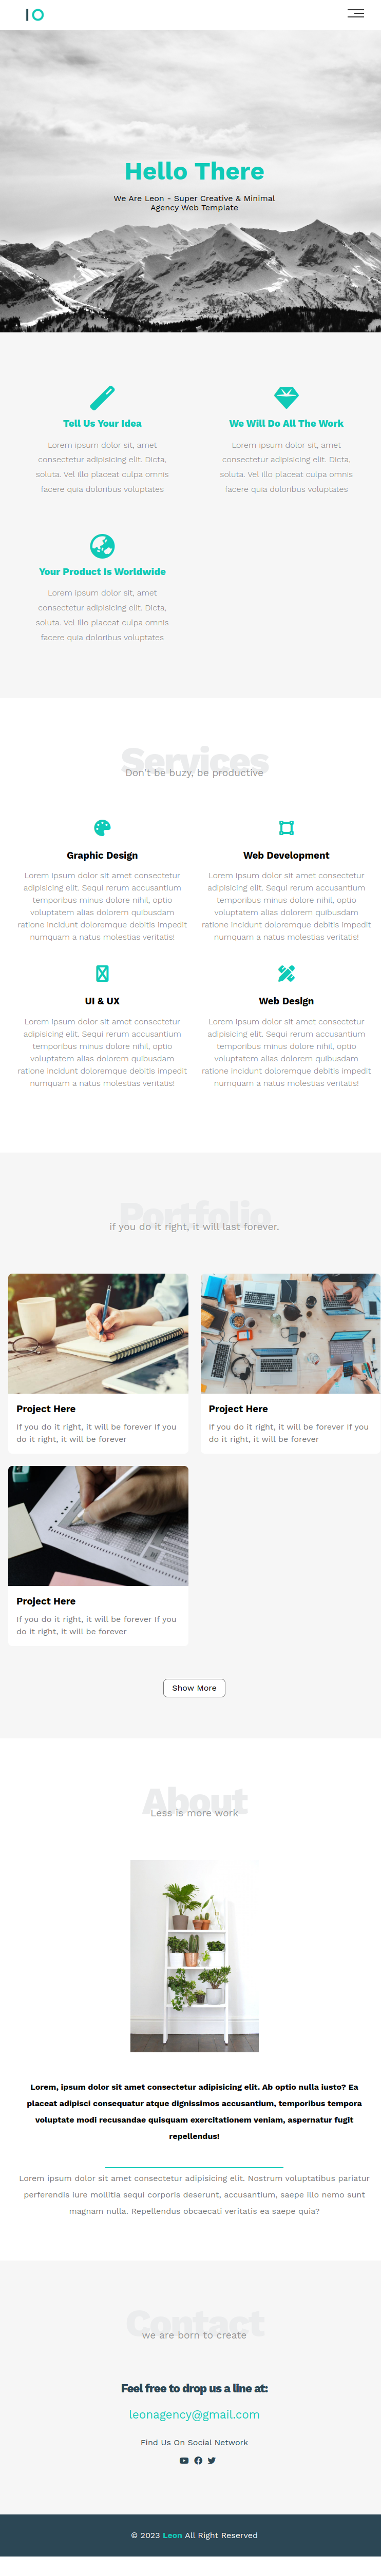 IO
Hello There
We Are Leon - Super Creative & Minimal
Agency Web Template
Tell Us Your Idea
Lorem ipsum dolor sit, amet
consectetur adipisicing elit. Dicta,
soluta. Vel illo placeat culpa omnis
facere quia doloribus voluptates
We Will Do All The Work
Lorem ipsum dolor sit, amet
consectetur adipisicing elit. Dicta,
soluta. Vel illo placeat culpa omnis
facere quia doloribus voluptates
Your Product Is Worldwide
Lorem ipsum dolor sit, amet
consectetur adipisicing elit. Dicta,
soluta. Vel illo placeat culpa omnis
facere quia doloribus voluptates
Services
Don't be buzy, be productive
Graphic Design
Lorem ipsum dolor sit amet consectetur
adipisicing elit. Sequi rerum accusantium
temporibus minus dolore nihil, optio
voluptatem alias dolorem quibusdam
ratione incidunt doloremque debitis impedit
numquam a natus molestias veritatis!
Web Development
Lorem ipsum dolor sit amet consectetur
adipisicing elit. Sequi rerum accusantium
temporibus minus dolore nihil, optio
voluptatem alias dolorem quibusdam
ratione incidunt doloremque debitis impedit
numquam a natus molestias veritatis!
UI & UX
Lorem ipsum dolor sit amet consectetur
adipisicing elit. Sequi rerum accusantium
temporibus minus dolore nihil, optio
voluptatem alias dolorem quibusdam
ratione incidunt doloremque debitis impedit
numquam a natus molestias veritatis!
Web Design
Lorem ipsum dolor sit amet consectetur
adipisicing elit. Sequi rerum accusantium
temporibus minus dolore nihil, optio
voluptatem alias dolorem quibusdam
ratione incidunt doloremque debitis impedit
numquam a natus molestias veritatis!
Portfolio
if you do it right, it will last forever.
Project Here
If you do it right, it will be forever If you
do it right, it will be forever
Project Here
If you do it right, it will be forever If you
do it right, it will be forever
Project Here
If you do it right, it will be forever If you
do it right, it will be forever
Show More
About
Less is more work
Lorem, ipsum dolor sit amet consectetur adipisicing elit. Ab optio nulla iusto? Ea
placeat adipisci consequatur atque dignissimos accusantium, temporibus tempora
voluptate modi recusandae quisquam exercitationem veniam, aspernatur fugit
repellendus!
Lorem ipsum dolor sit amet consectetur adipisicing elit. Nostrum voluptatibus pariatur
perferendis iure mollitia sequi corporis deserunt, accusantium, saepe illo nemo sunt
magnam nulla. Repellendus obcaecati veritatis ea saepe quia?
Contact
we are born to create
Feel free to drop us a line at:
leonagency@gmail.com
Find Us On Social Network
© 2023 Leon All Right Reserved